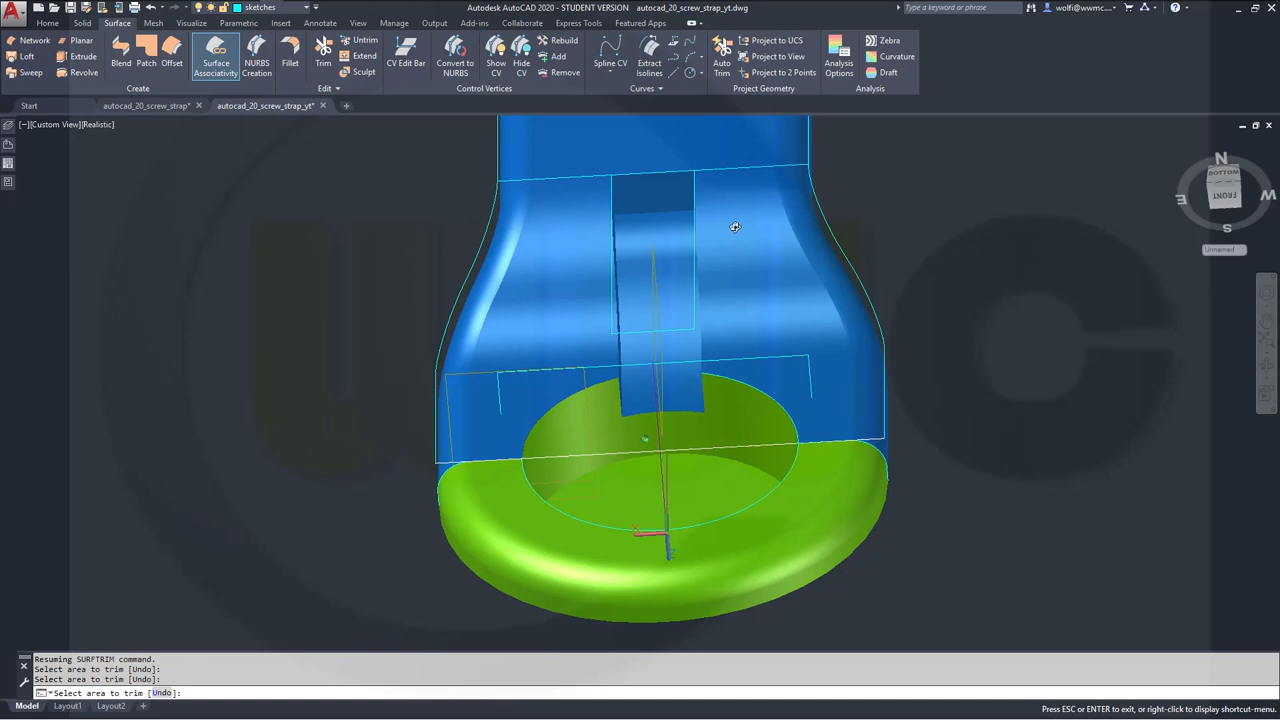 Autodesk AutoCAD 2020 - STUDENT VERSION autocad_20_screw_strap_yt.dwg
Type a keyword or phrase
wolfi@wwmc...
sketches
Home Solid Surface Mesh Visualize Parametric Insert Annotate View Manage Output Add-ins Collaborate Express Tools Featured Apps
Network Planar
Loft Extrude
Sweep Revolve
Blend Patch Offset
Surface
Associativity
NURBS
Creation
Fillet
Trim
Untrim
Extend
Sculpt
CV Edit Bar
Convert to
NURBS
Show
CV
Hide
CV
Rebuild
Add
Remove
Spline CV
Extract
Isolines
Auto
Trim
Project to UCS
Project to View
Project to 2 Points
Analysis
Options
Zebra
Curvature
Draft
Create Edit Control Vertices Curves Project Geometry Analysis
Start autocad_20_screw_strap* autocad_20_screw_strap_yt*
[−][Custom View][Realistic]
N
BOTTOM
E FRONT W
S
Unnamed
X
Z
Resuming SURFTRIM command.
Select area to trim [Undo]:
Select area to trim [Undo]:
Select area to trim [Undo]:
Model Layout1 Layout2
Press ESC or ENTER to exit, or right-click to display shortcut-menu.